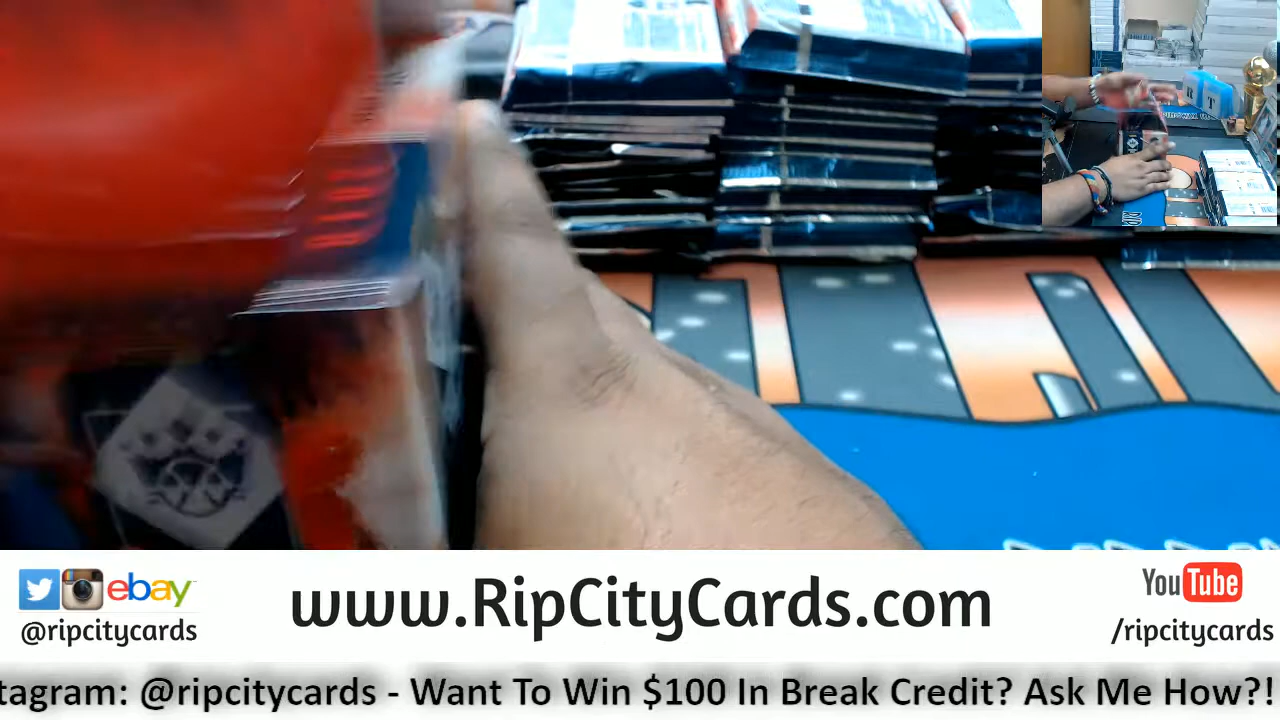 www.RipCityCards.com
ebay
@ripcitycards
YouTube
/ripcitycards
tagram: @ripcitycards - Want To Win $100 In Break Credit? Ask Me How?!